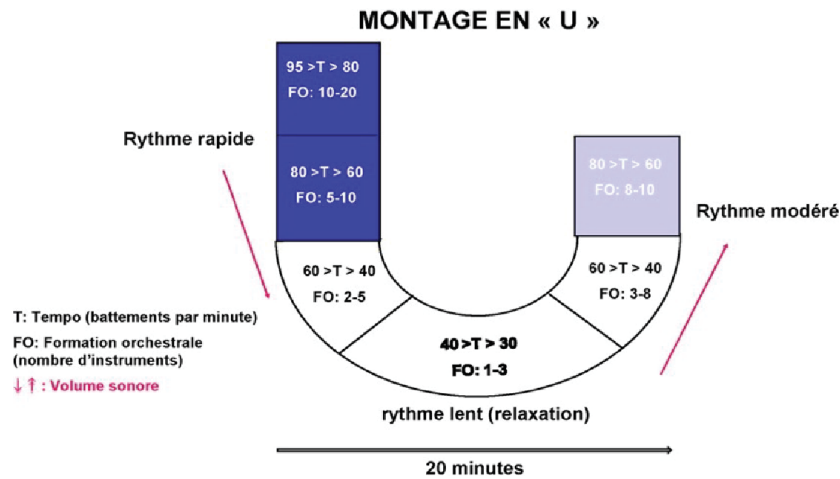 MONTAGE EN « U »
95 >T > 80
FO: 10-20
Rythme rapide
80 >T > 60
FO: 5-10
60 >T > 40
FO: 2-5
40 >T > 30
FO: 1-3
rythme lent (relaxation)
60 >T > 40
FO: 3-8
80 >T > 60
FO: 8-10
Rythme modéré
T: Tempo (battements par minute)
FO: Formation orchestrale
(nombre d'instruments)
↓ ↑ : Volume sonore
20 minutes